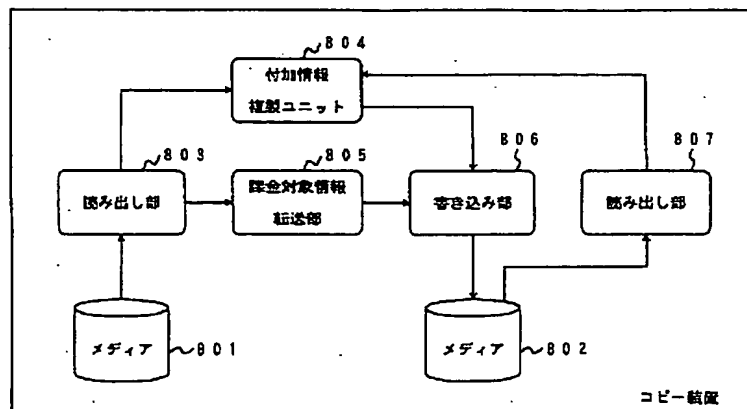 804
付加情報
複製ユニット
803
読み出し部
805
課金対象情報
転送部
806
書き込み部
807
読み出し部
メディア
801
メディア
802
コピー装置